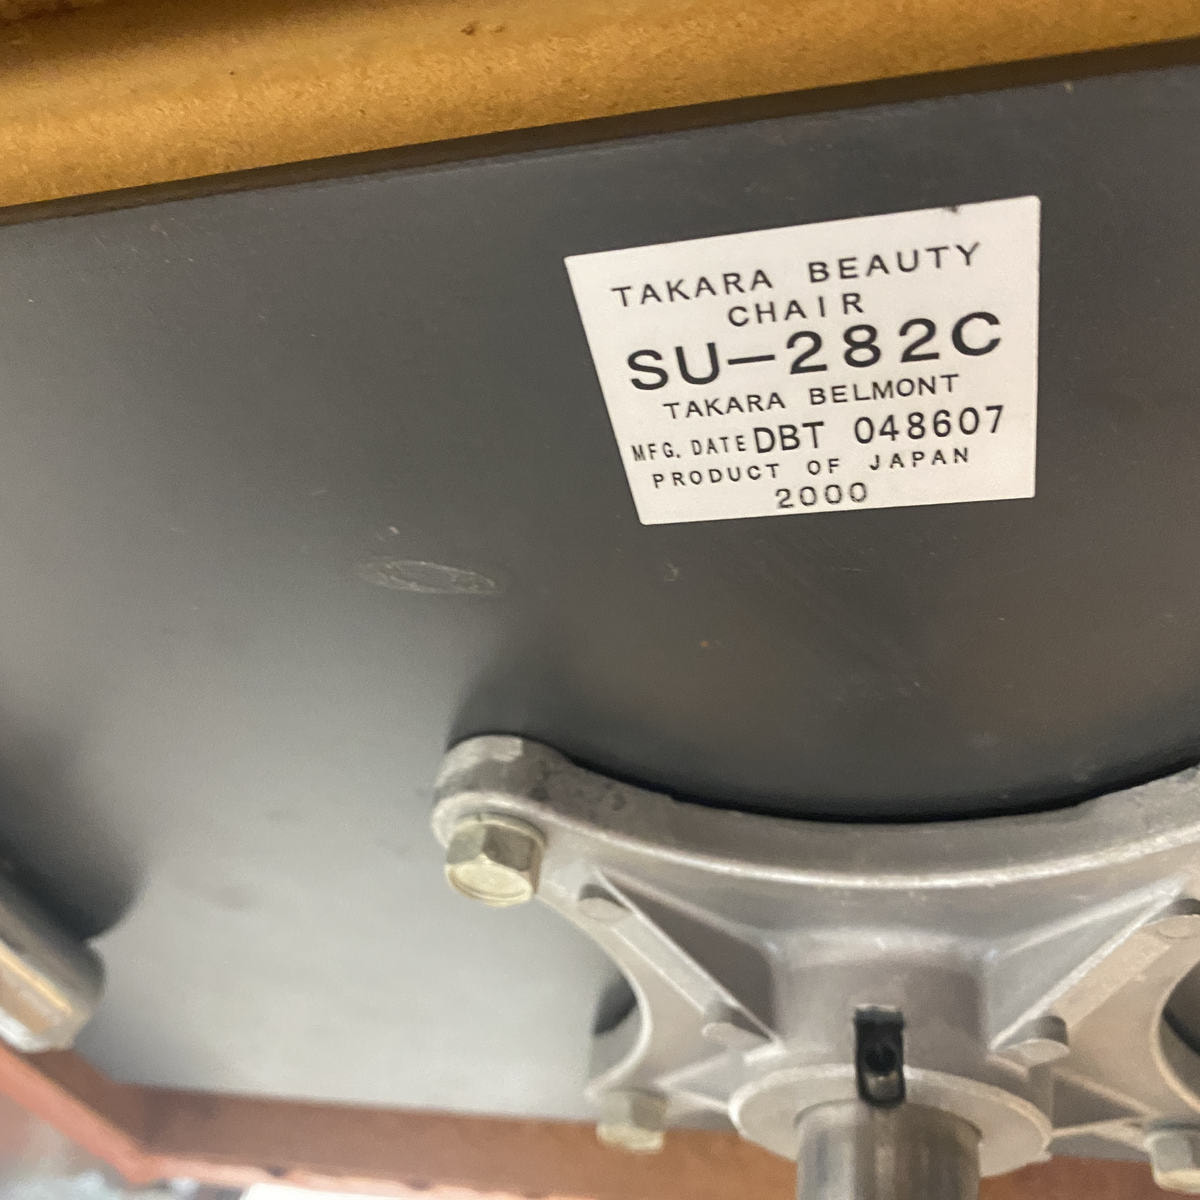 TAKARA BEAUTY
CHAIR
SU-282C
TAKARA BELMONT
MFG. DATE DBT 048607
PRODUCT OF JAPAN
2000